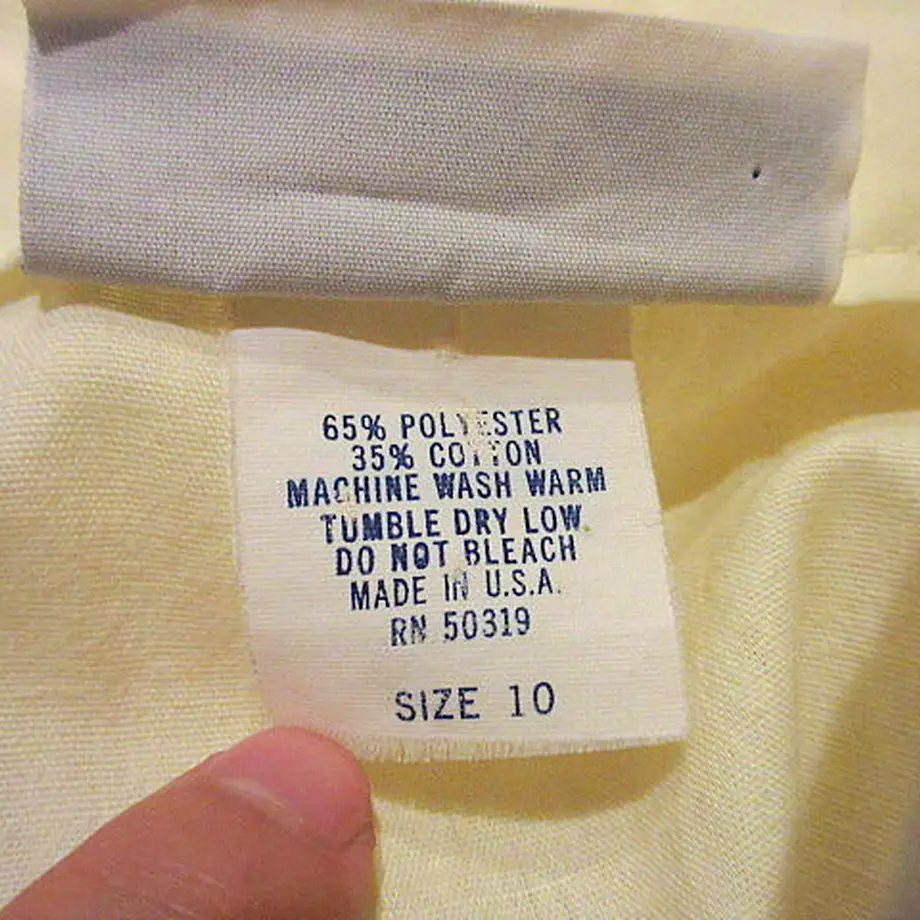 65% POLYESTER
35% COTTON
MACHINE WASH WARM
TUMBLE DRY LOW.
DO NOT BLEACH
MADE IN U.S.A.
RN 50319
SIZE 10